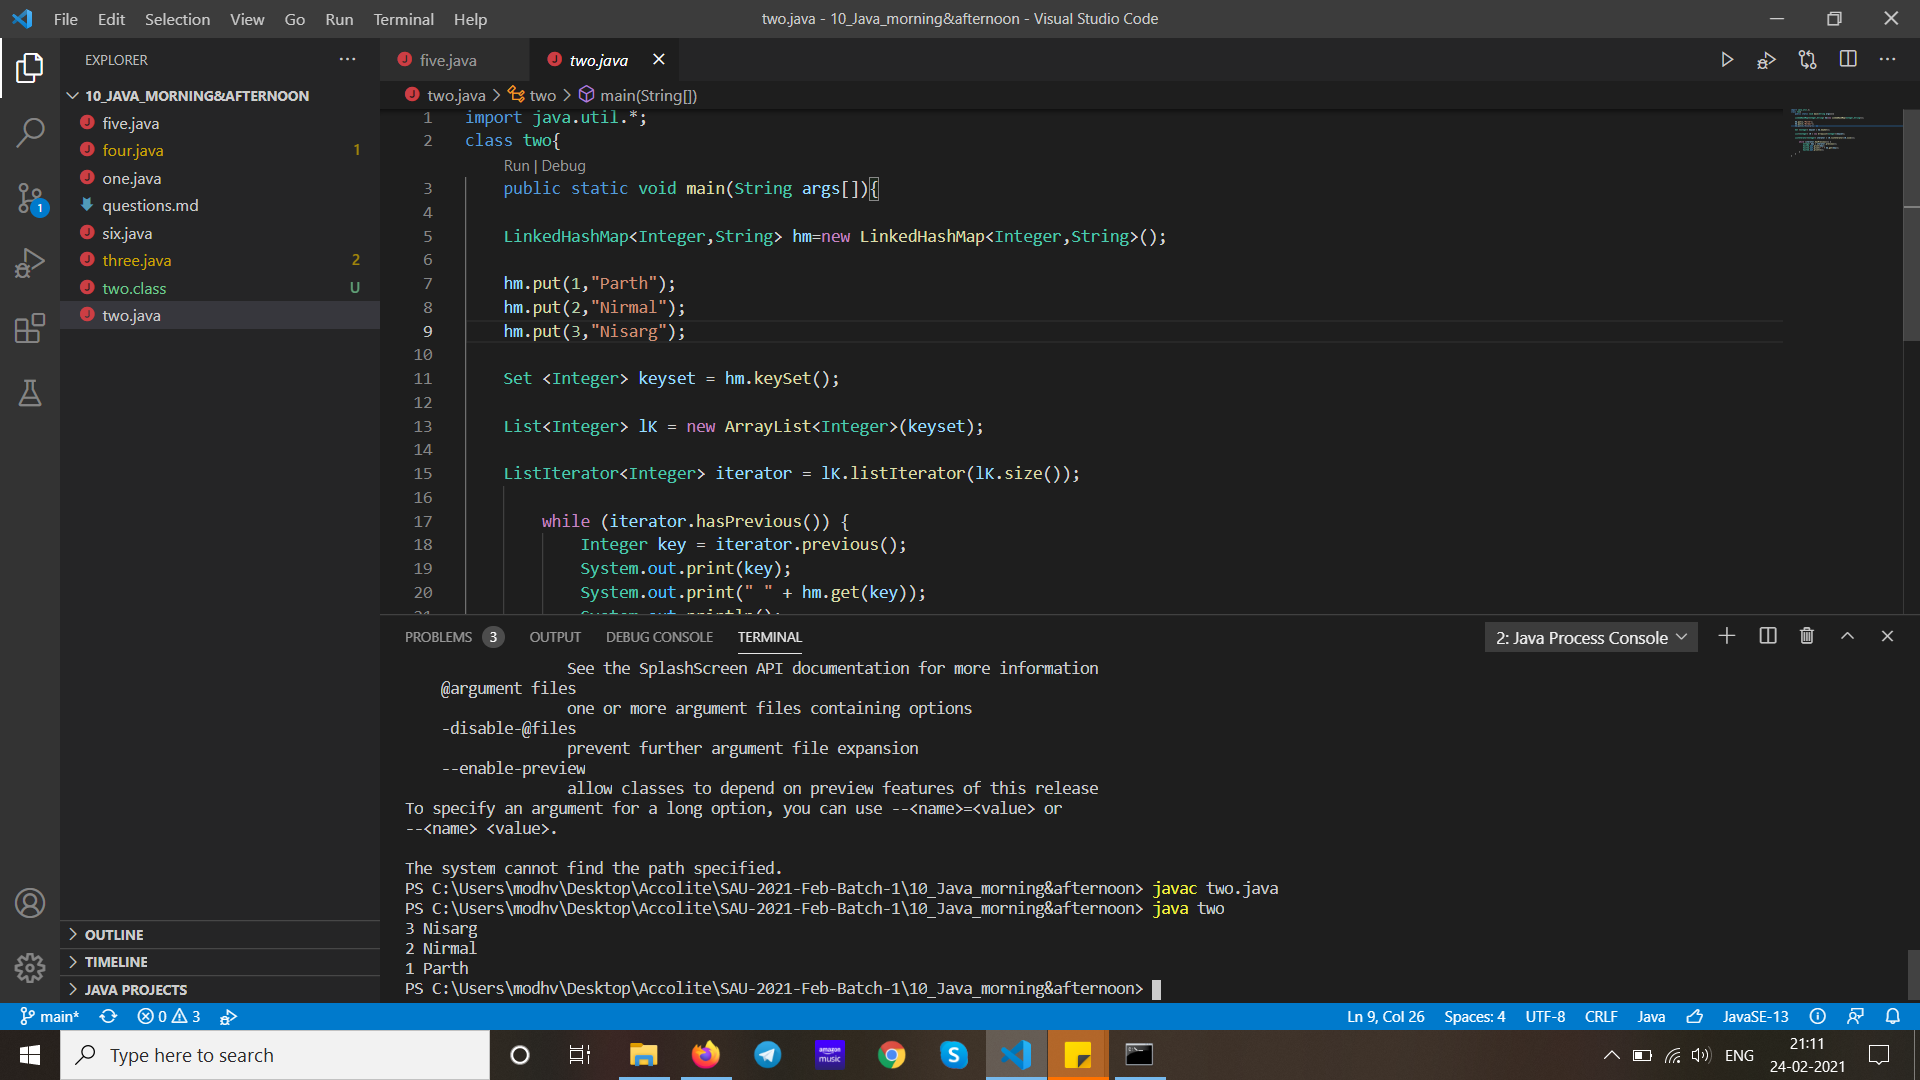 File Edit Selection View Go Run Terminal Help
two.java - 10_Java_morning&afternoon - Visual Studio Code
EXPLORER
10_JAVA_MORNING&AFTERNOON
five.java
four.java 1
one.java
questions.md
six.java
three.java 2
two.class U
two.java
OUTLINE
TIMELINE
JAVA PROJECTS
1
five.java two.java
two.java > two > main(String[])
1 import java.util.*;
2 class two{
Run | Debug
3 public static void main(String args[]){
4
5 LinkedHashMap<Integer,String> hm=new LinkedHashMap<Integer,String>();
6
7 hm.put(1,"Parth");
8 hm.put(2,"Nirmal");
9 hm.put(3,"Nisarg");
10
11 Set <Integer> keyset = hm.keySet();
12
13 List<Integer> lK = new ArrayList<Integer>(keyset);
14
15 ListIterator<Integer> iterator = lK.listIterator(lK.size());
16
17 while (iterator.hasPrevious()) {
18 Integer key = iterator.previous();
19 System.out.print(key);
20 System.out.print(" " + hm.get(key));
21 System.out.println();
PROBLEMS 3 OUTPUT DEBUG CONSOLE TERMINAL
2: Java Process Console
See the SplashScreen API documentation for more information
@argument files
one or more argument files containing options
-disable-@files
prevent further argument file expansion
--enable-preview
allow classes to depend on preview features of this release
To specify an argument for a long option, you can use --<name>=<value> or
--<name> <value>.
The system cannot find the path specified.
PS C:\Users\modhv\Desktop\Accolite\SAU-2021-Feb-Batch-1\10_Java_morning&afternoon> javac two.java
PS C:\Users\modhv\Desktop\Accolite\SAU-2021-Feb-Batch-1\10_Java_morning&afternoon> java two
3 Nisarg
2 Nirmal
1 Parth
PS C:\Users\modhv\Desktop\Accolite\SAU-2021-Feb-Batch-1\10_Java_morning&afternoon>
main* 0 3 Ln 9, Col 26 Spaces: 4 UTF-8 CRLF Java JavaSE-13
Type here to search
amazon music
ENG
21:11
24-02-2021